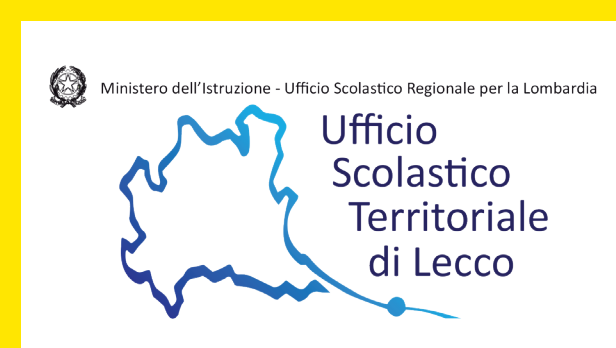 Ministero dell'Istruzione - Ufficio Scolastico Regionale per la Lombardia
Ufficio
Scolastico
Territoriale
di Lecco